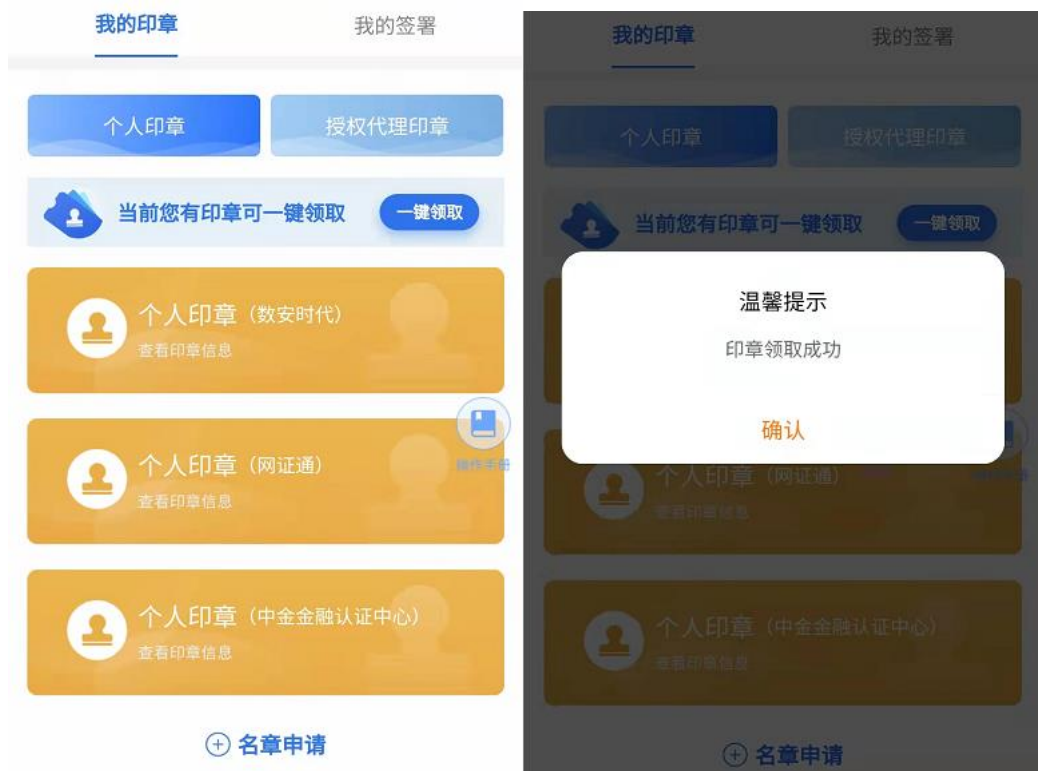 我的印章
我的签署
个人印章
授权代理印章
当前您有印章可一键领取
一键领取
个人印章（数安时代）
查看印章信息
操作手册
个人印章（网证通）
查看印章信息
个人印章（中金金融认证中心）
查看印章信息
名章申请
我的印章
我的签署
个人印章
授权代理印章
当前您有印章可一键领取
一键领取
温馨提示
印章领取成功
确认
个人印章（网证通）
查看印章信息
个人印章（中金金融认证中心）
查看印章信息
名章申请